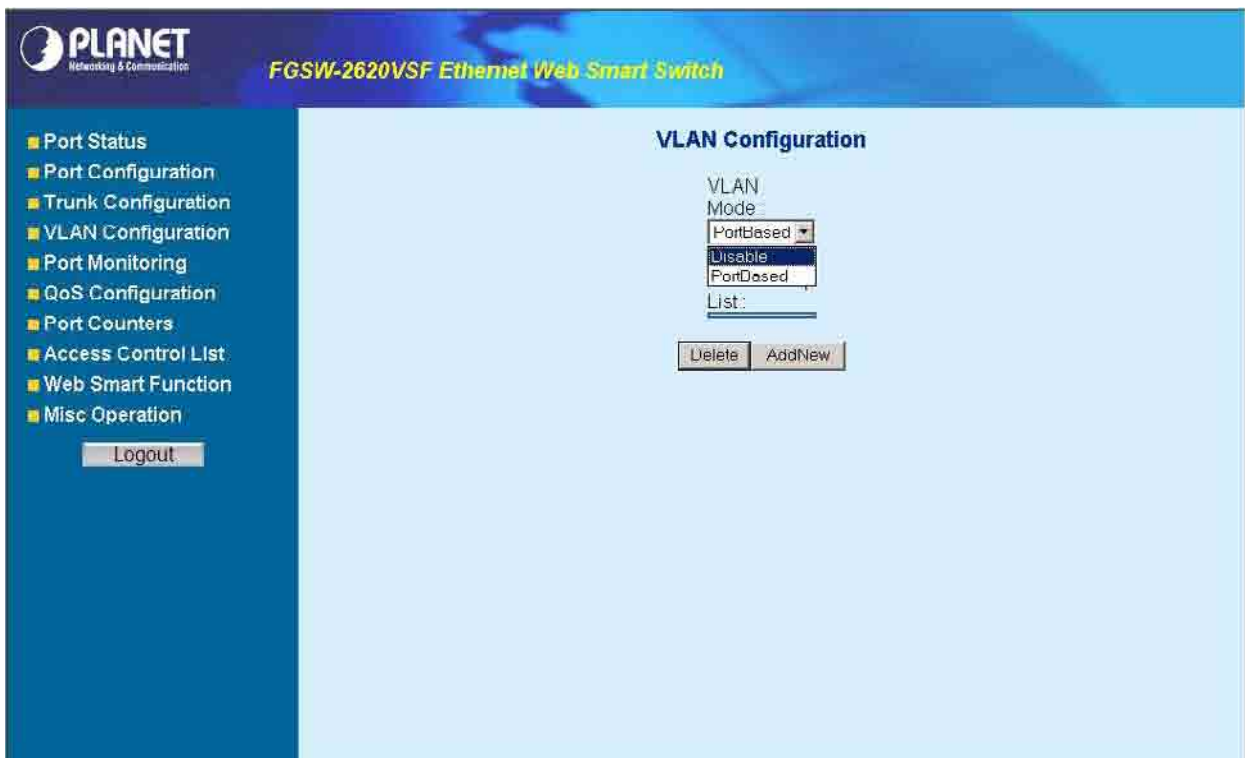 PLANET
Networking & Communication
FGSW-2620VSF Ethernet Web Smart Switch
Port Status
Port Configuration
Trunk Configuration
VLAN Configuration
Port Monitoring
QoS Configuration
Port Counters
Access Control List
Web Smart Function
Misc Operation
Logout
VLAN Configuration
VLAN
Mode :
PortBased
Disable
PortBased
List :
Delete AddNew